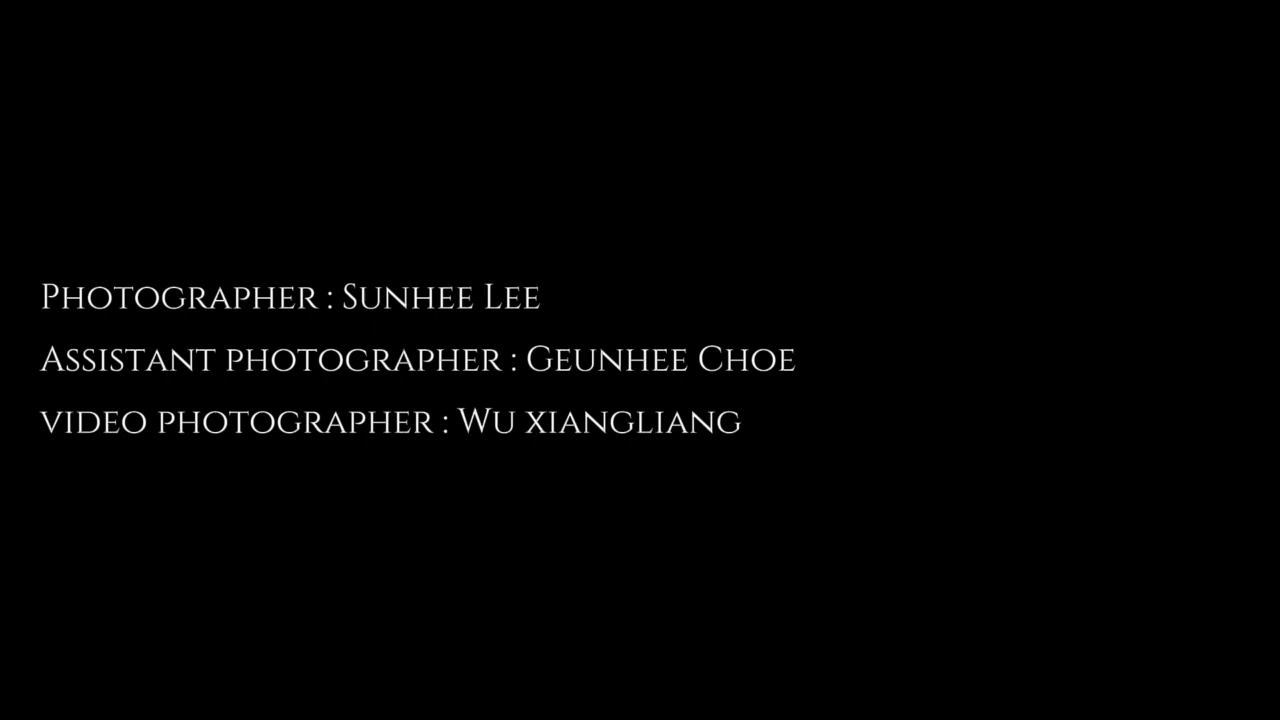 Photographer : Sunhee Lee
Assistant photographer : Geunhee Choe
video photographer : Wu xiangliang